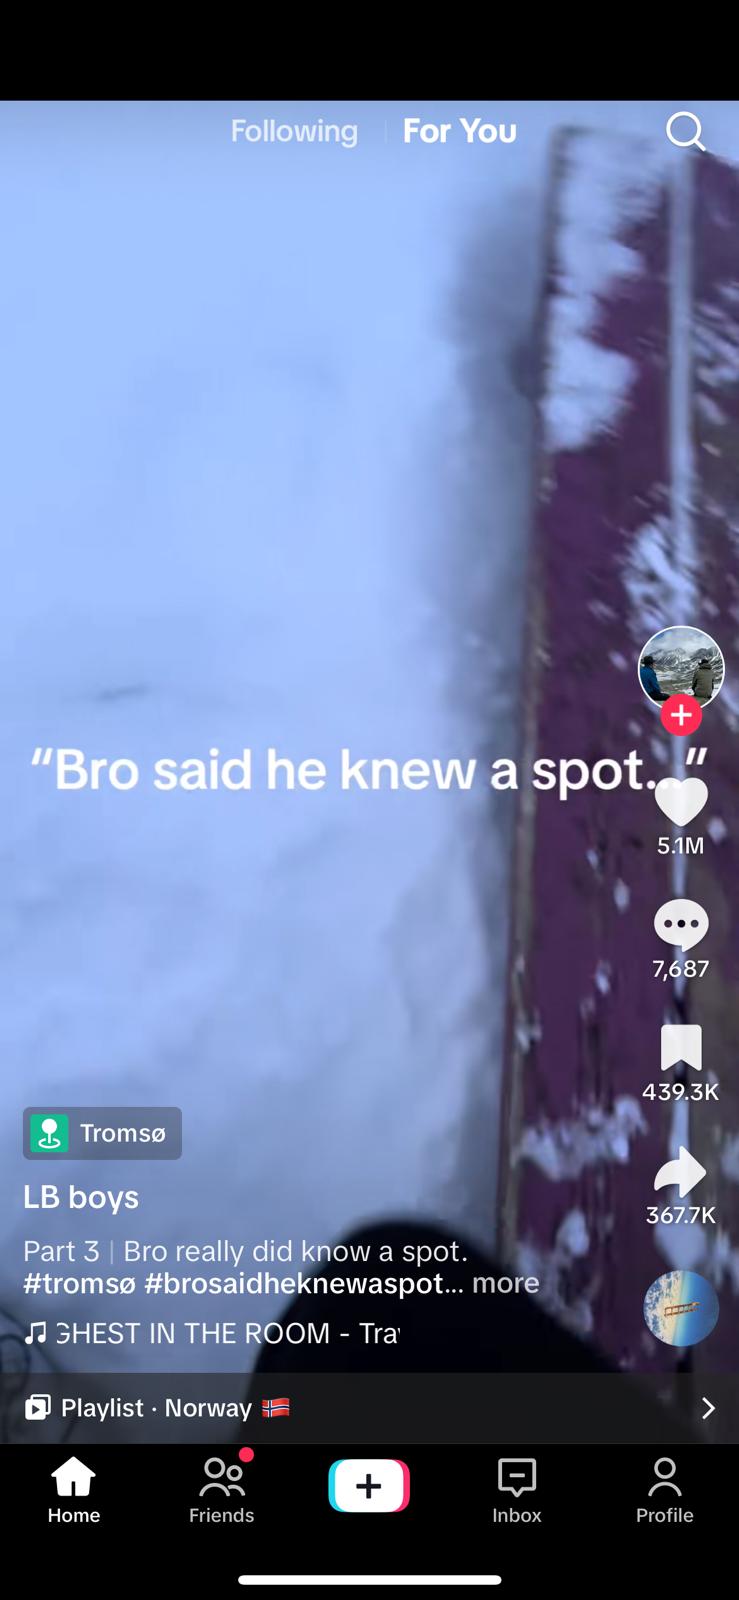 Following
For You
“Bro said he knew a spot...”
5.1M
7,687
439.3K
367.7K
Tromsø
LB boys
Part 3 | Bro really did know a spot.
#tromsø #brosaidheknewaspot... more
GHEST IN THE ROOM - Tra
Playlist · Norway 🇳🇴
Home
Friends
Inbox
Profile